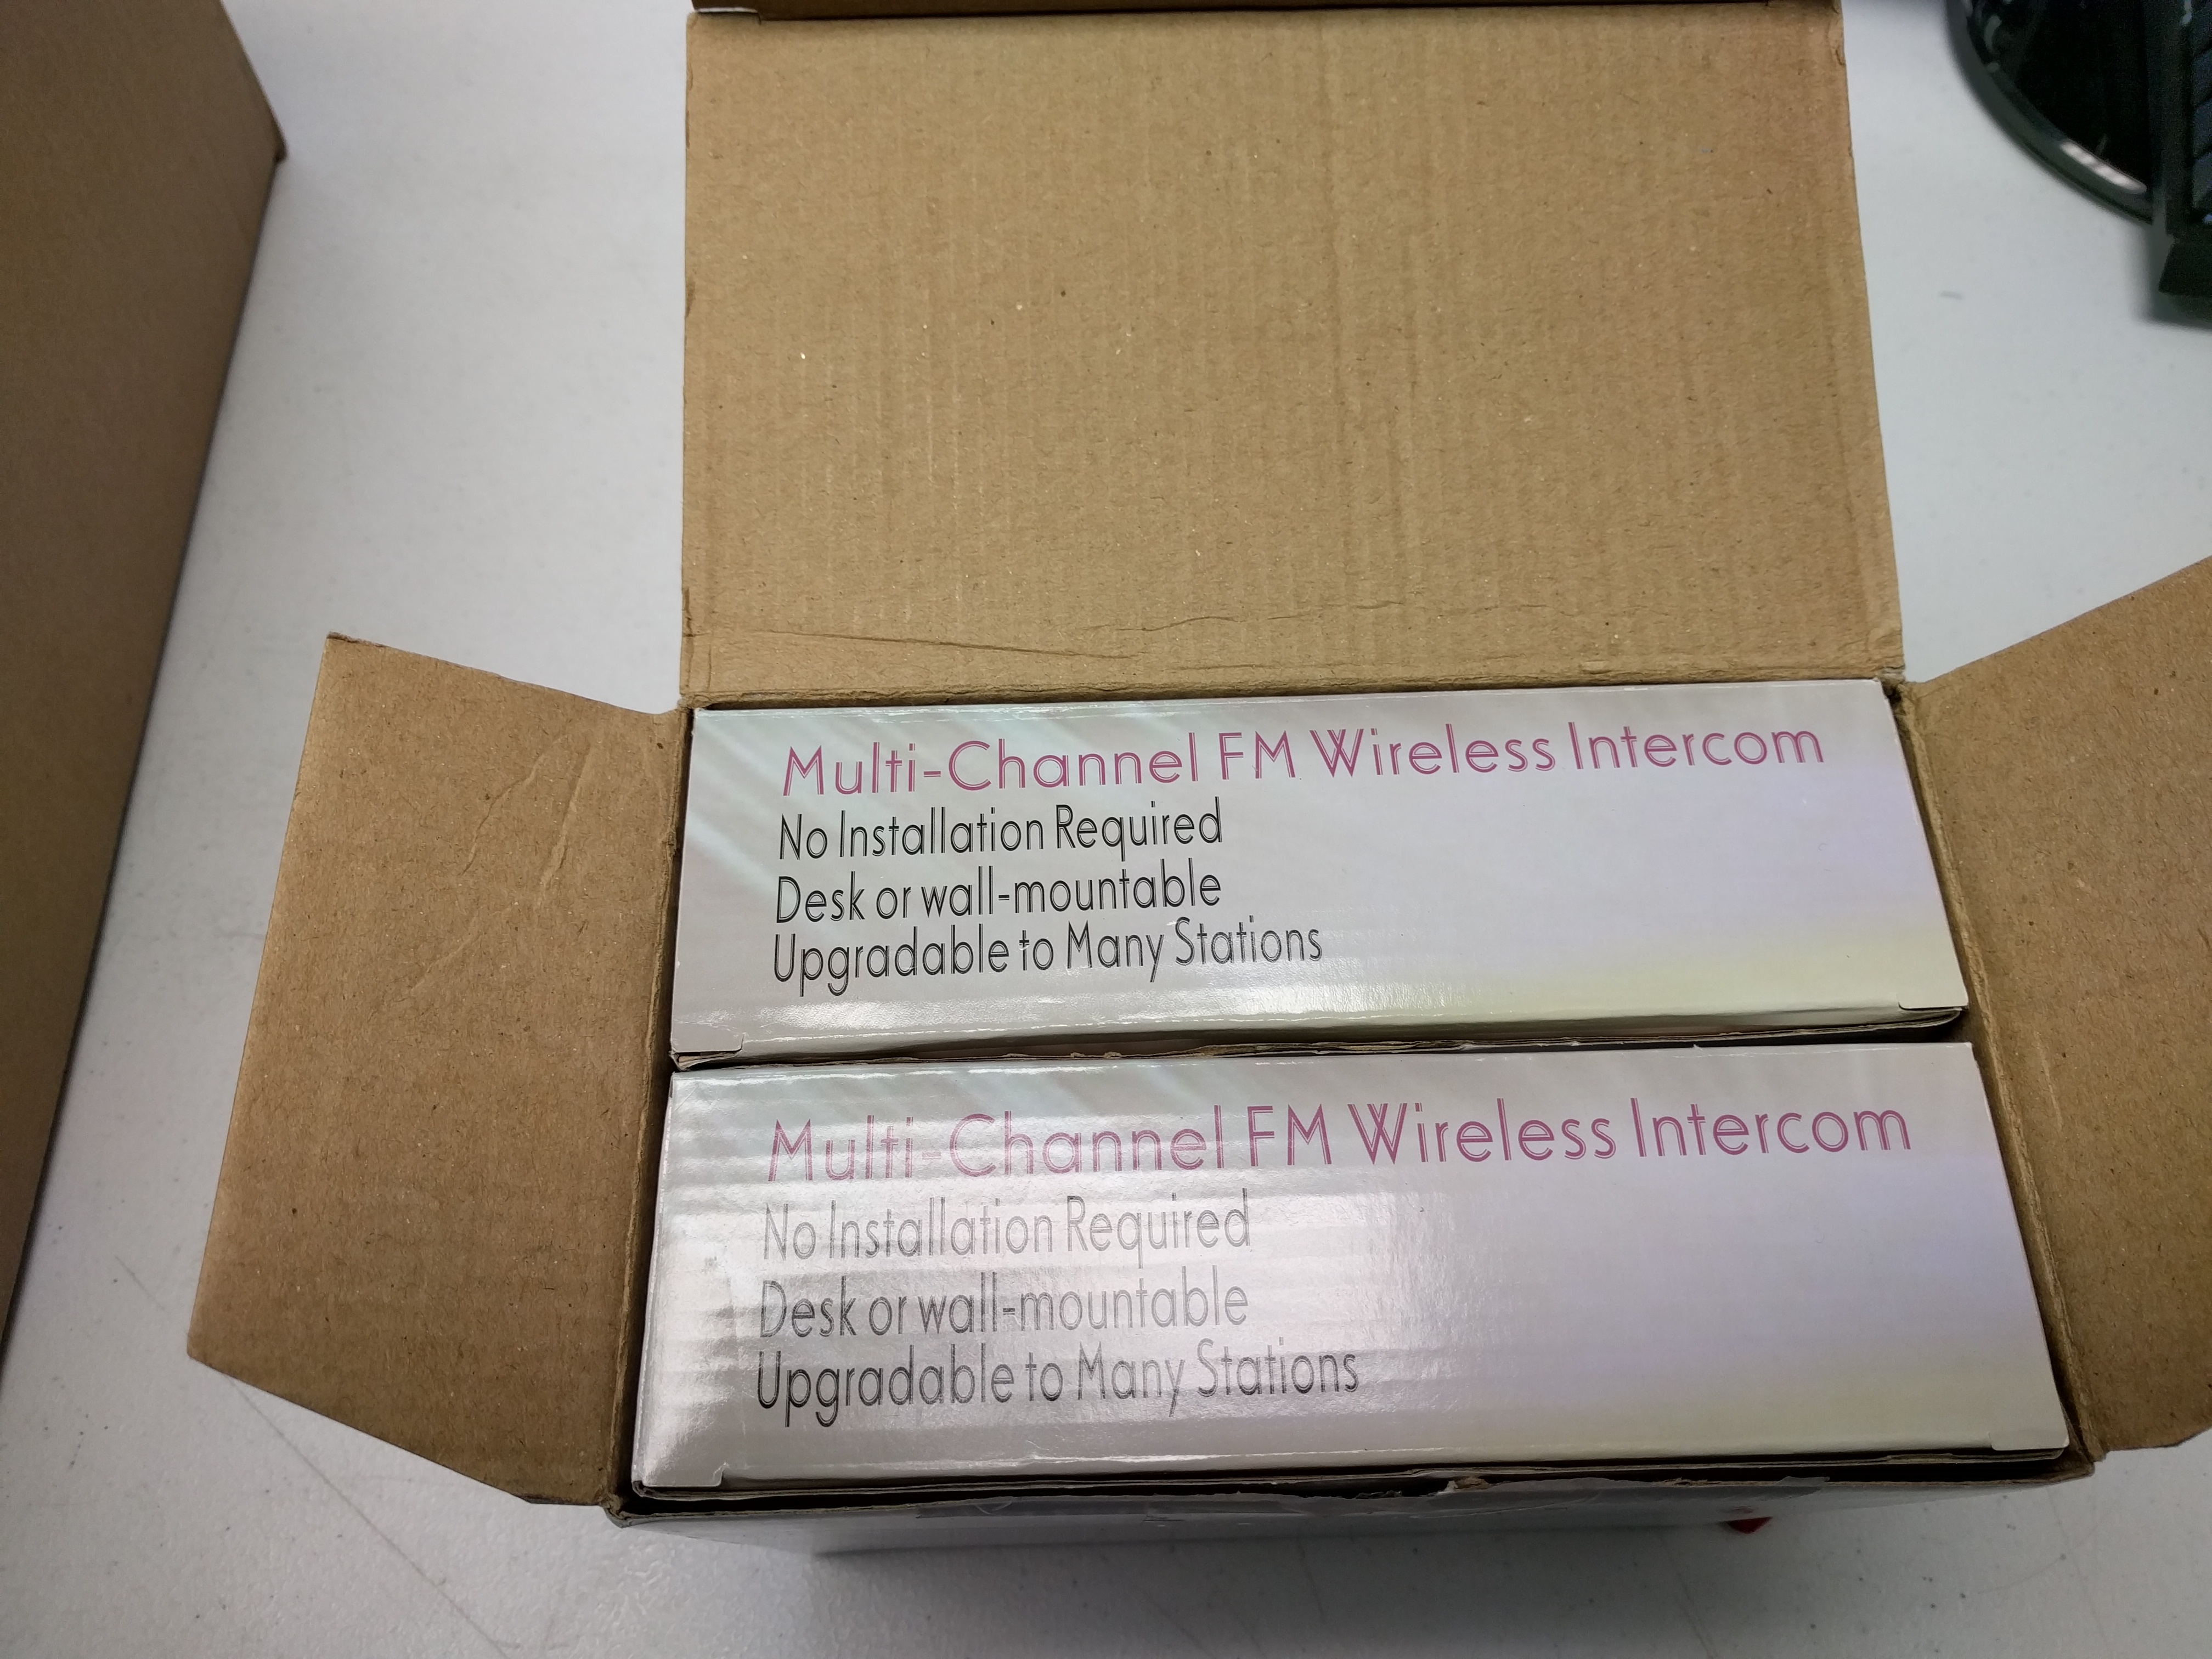 Multi-Channel FM Wireless Intercom
No Installation Required
Desk or wall-mountable
Upgradable to Many Stations
Multi-Channel FM Wireless Intercom
No Installation Required
Desk or wall-mountable
Upgradable to Many Stations